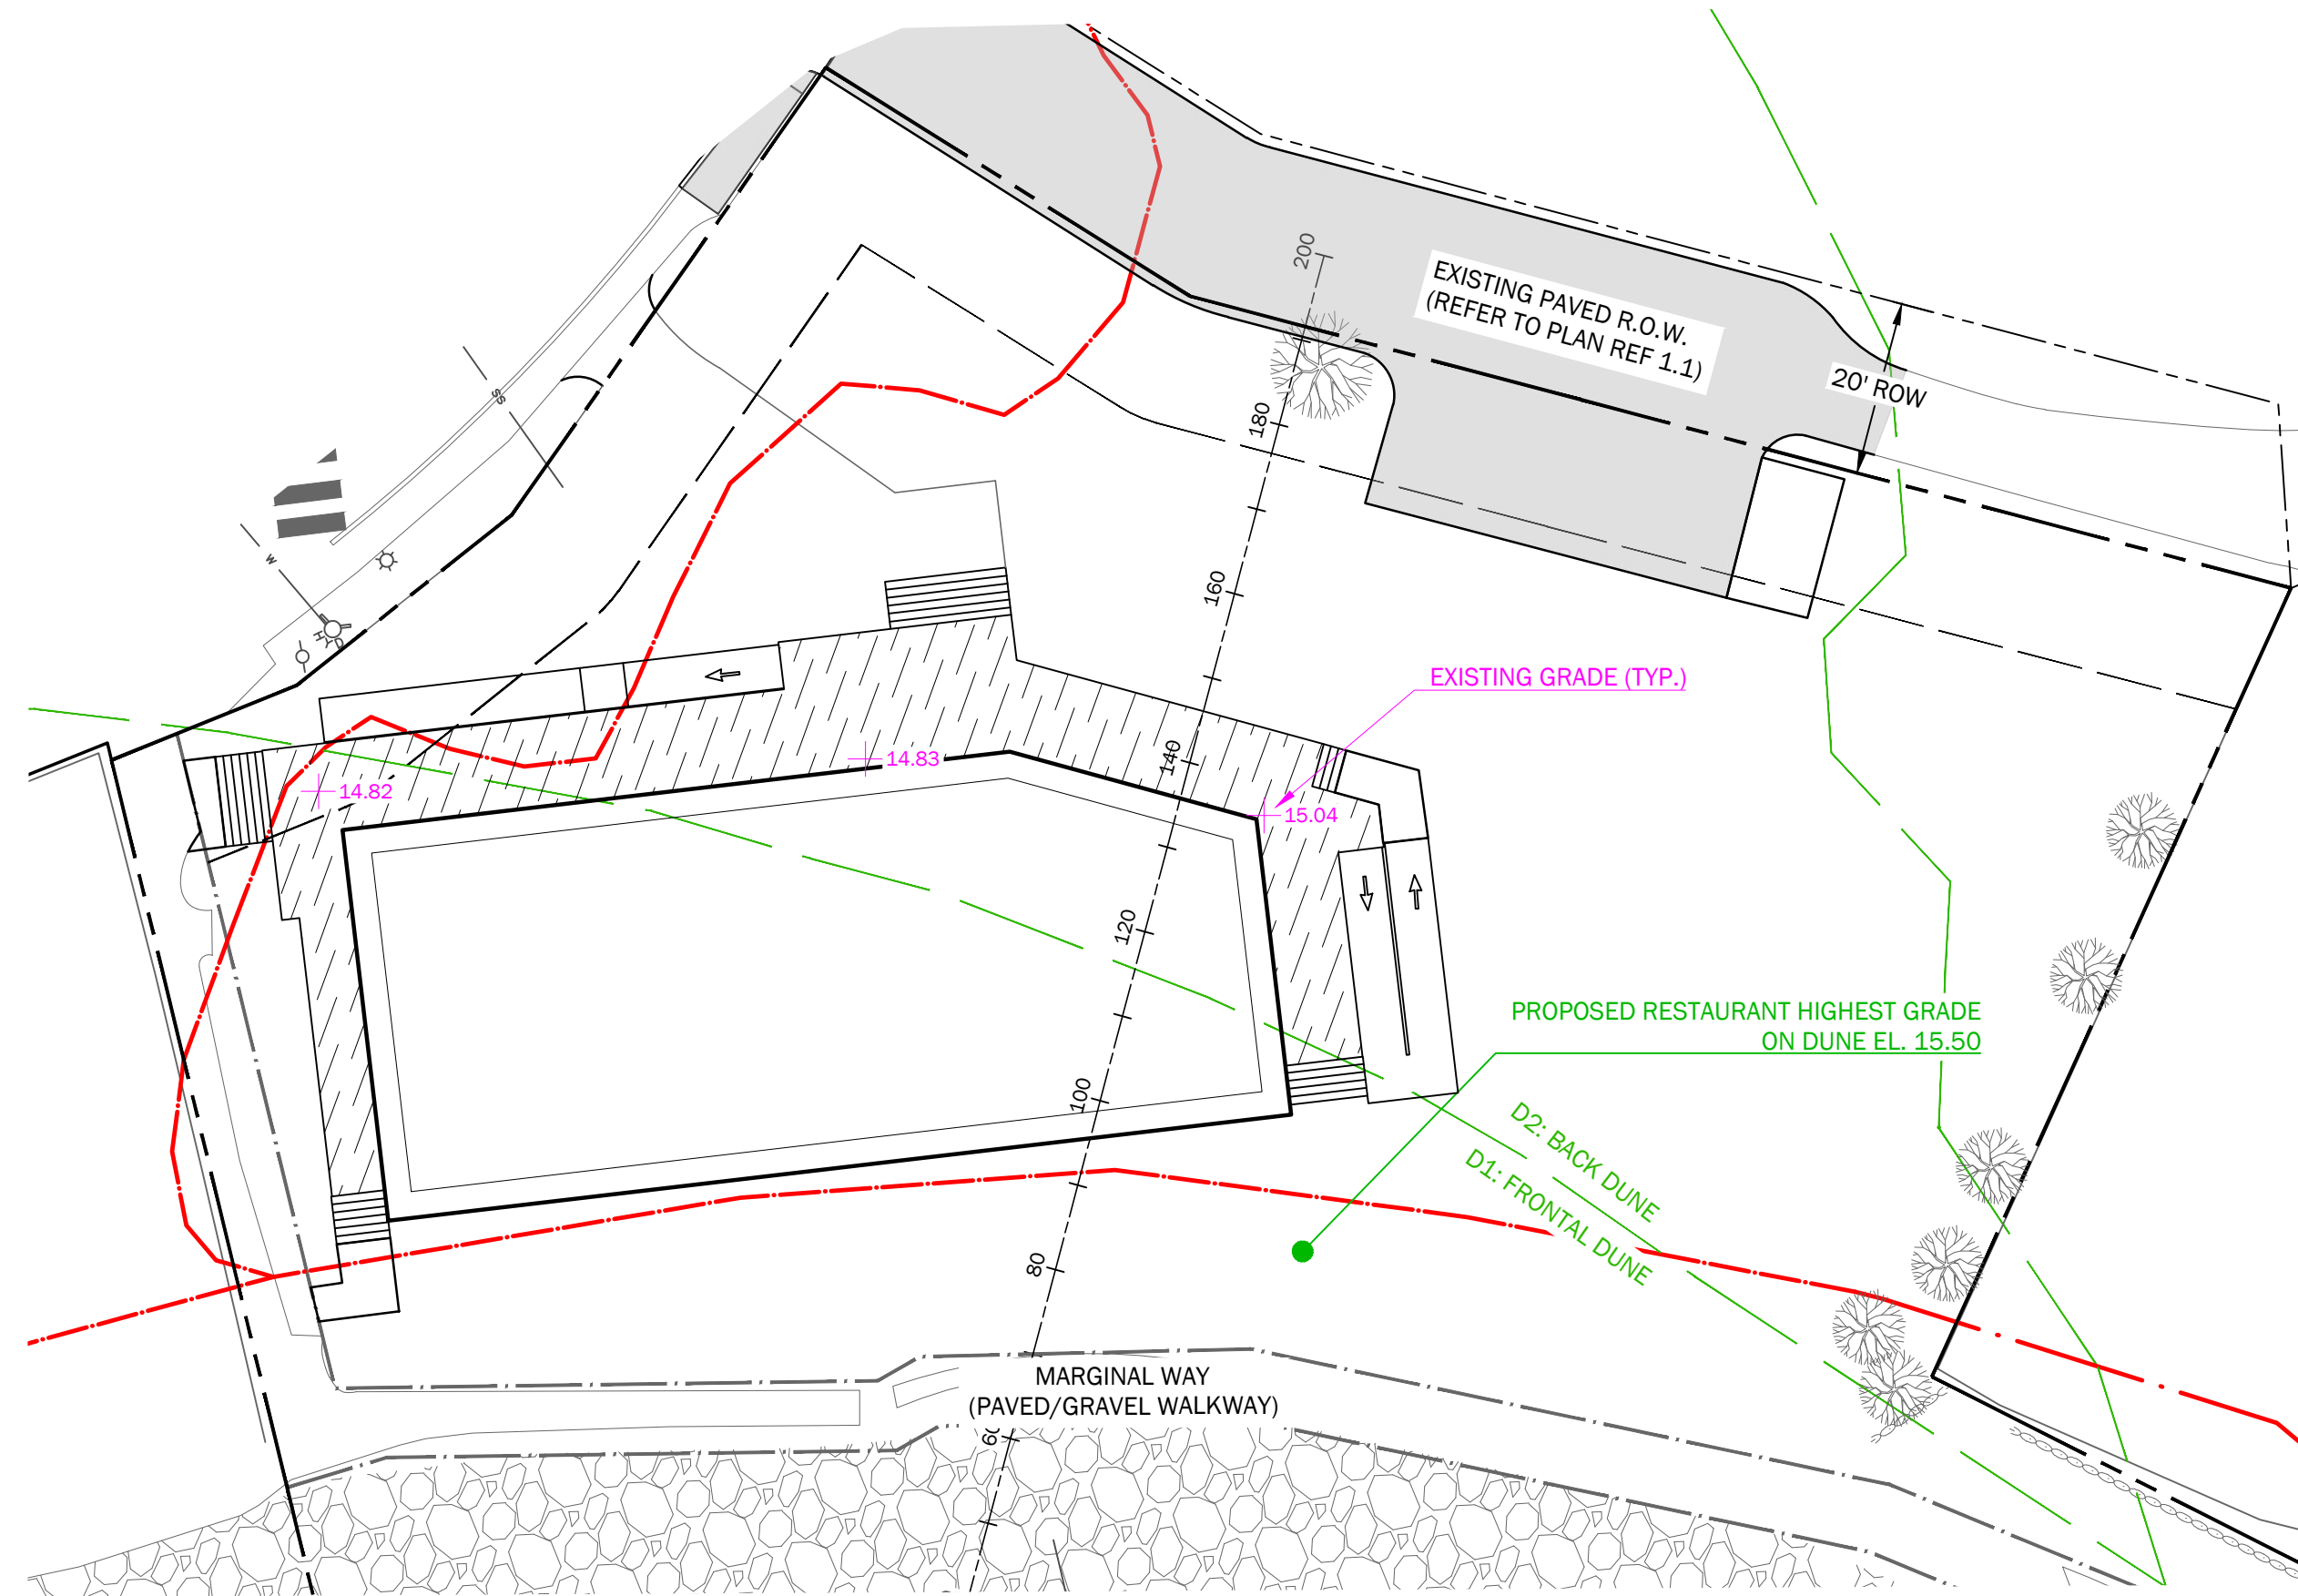 200
EXISTING PAVED R.O.W.
(REFER TO PLAN REF 1.1)
20' ROW
180
SS
160
W
HYD
EXISTING GRADE (TYP.)
140
14.83
14.82
15.04
120
PROPOSED RESTAURANT HIGHEST GRADE
ON DUNE EL. 15.50
100
D2: BACK DUNE
D1: FRONTAL DUNE
80
MARGINAL WAY
(PAVED/GRAVEL WALKWAY)
60